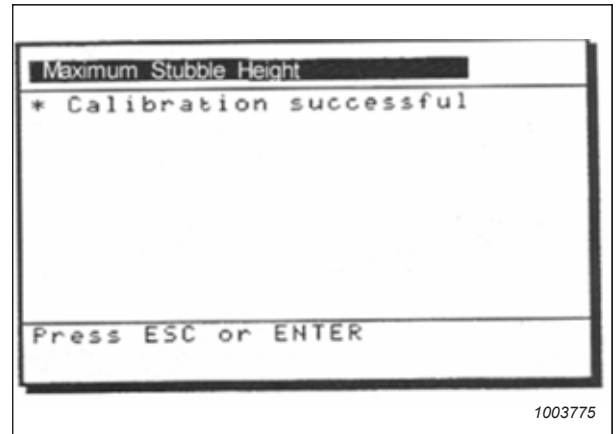 Maximum Stubble Height
* Calibration successful
Press ESC or ENTER
1003775